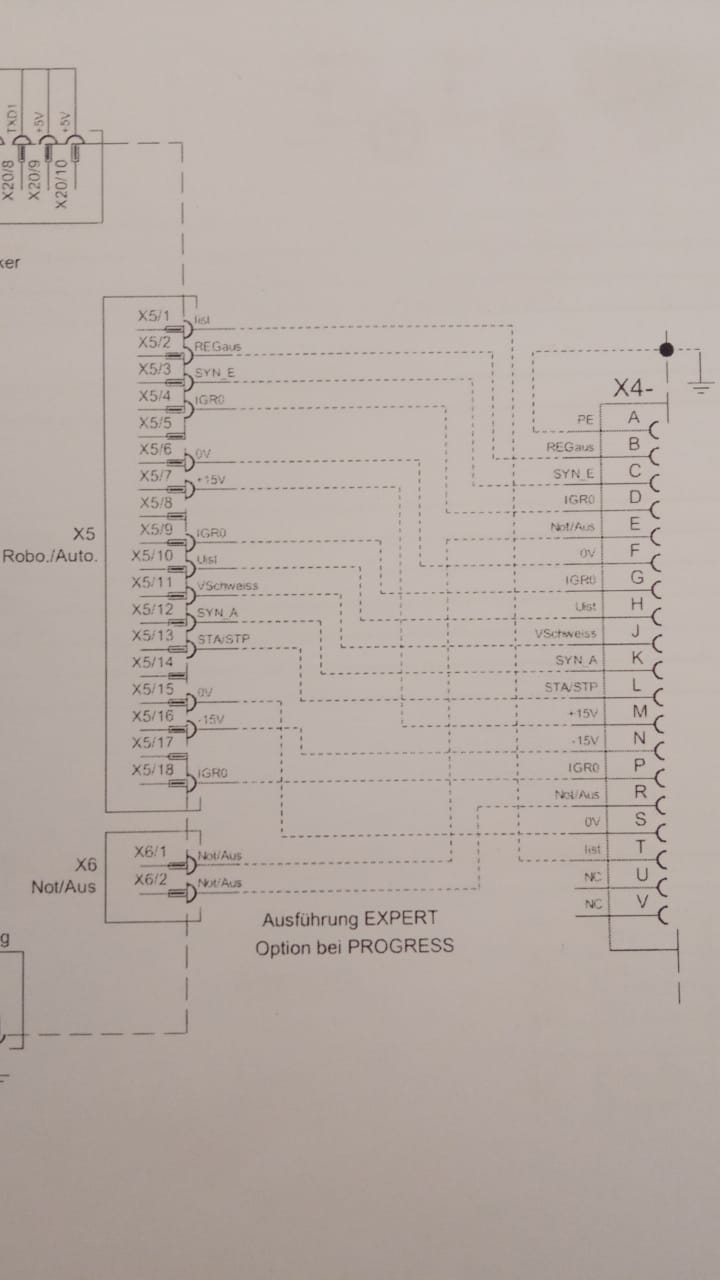 TXD1
+5V
+5V
X20/8
X20/9
X20/10
ker
X5/1 Iist
X5/2 REGaus
X5/3 SYN_E
X5/4 IGR0
X5/5
X5/6 0V
X5/7 +15V
X5/8
X5/9 IGR0
X5
Robo./Auto.
X5/10 Uist
X5/11 VSchweiss
X5/12 SYN_A
X5/13 STA/STP
X5/14
X5/15 0V
X5/16 -15V
X5/17
X5/18 IGR0
X6
Not/Aus
X6/1 Not/Aus
X6/2 Not/Aus
X4-
PE A
REGaus B
SYN_E C
IGR0 D
Not/Aus E
0V F
IGR0 G
Uist H
VSchweiss J
SYN_A K
STA/STP L
+15V M
-15V N
IGR0 P
Not/Aus R
0V S
Iist T
NC U
NC V
Ausführung EXPERT
Option bei PROGRESS
g